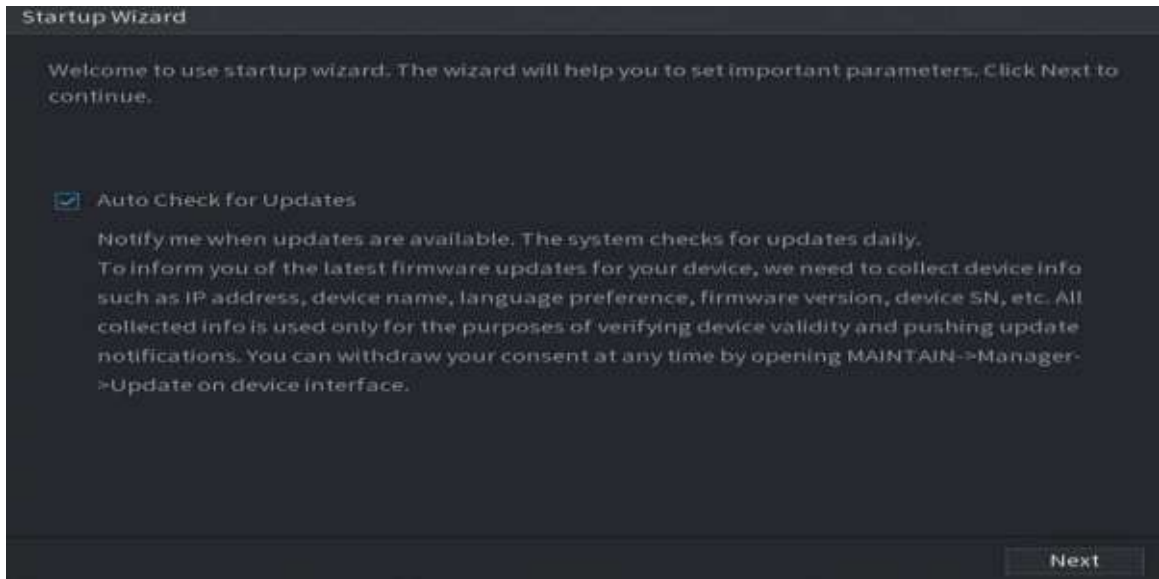 Startup Wizard
Welcome to use startup wizard. The wizard will help you to set important parameters. Click Next to
continue.
Auto Check for Updates
Notify me when updates are available. The system checks for updates daily.
To inform you of the latest firmware updates for your device, we need to collect device info
such as IP address, device name, language preference, firmware version, device SN, etc. All
collected info is used only for the purposes of verifying device validity and pushing update
notifications. You can withdraw your consent at any time by opening MAINTAIN->Manager-
>Update on device interface.
Next